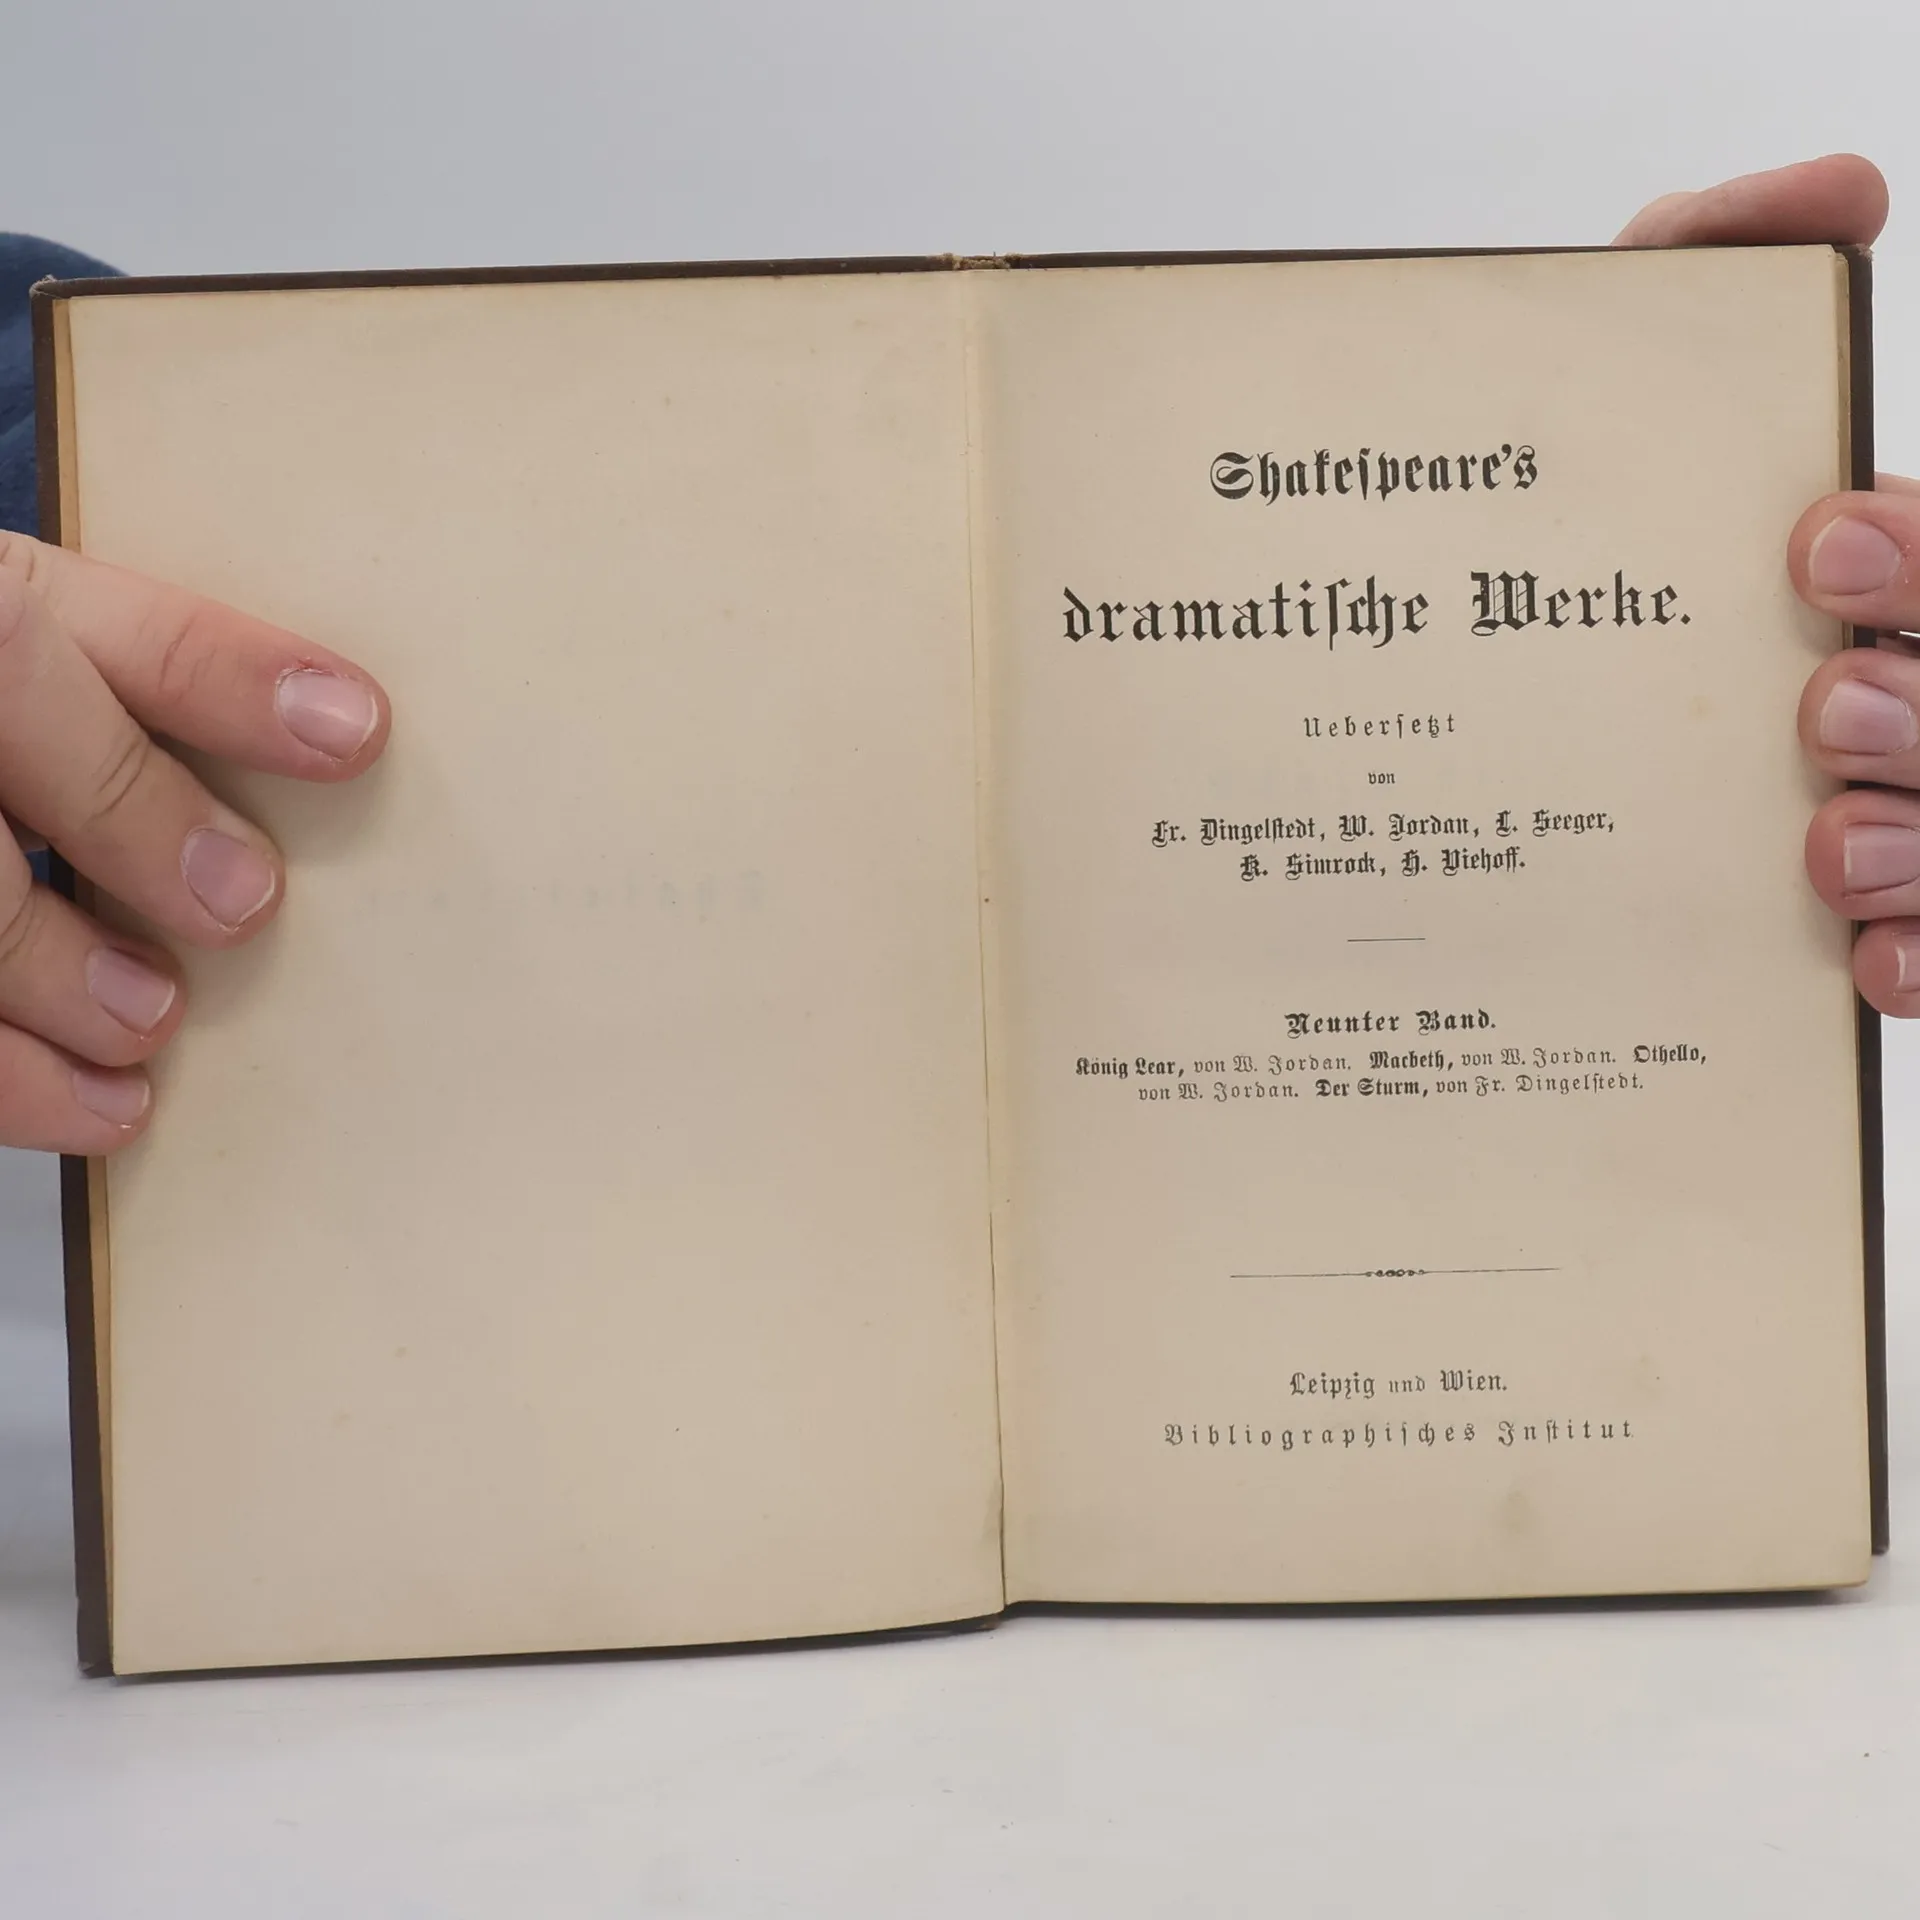 Shakeſpeare's
dramatiſche Werke.
Ueberſetzt
von
Fr. Dingelſtedt, W. Jordan, L. Seeger,
K. Simrock, H. Viehoff.
Neunter Band.
König Lear, von W. Jordan. Macbeth, von W. Jordan. Othello,
von W. Jordan. Der Sturm, von Fr. Dingelſtedt.
Leipzig und Wien.
Bibliographiſches Inſtitut.